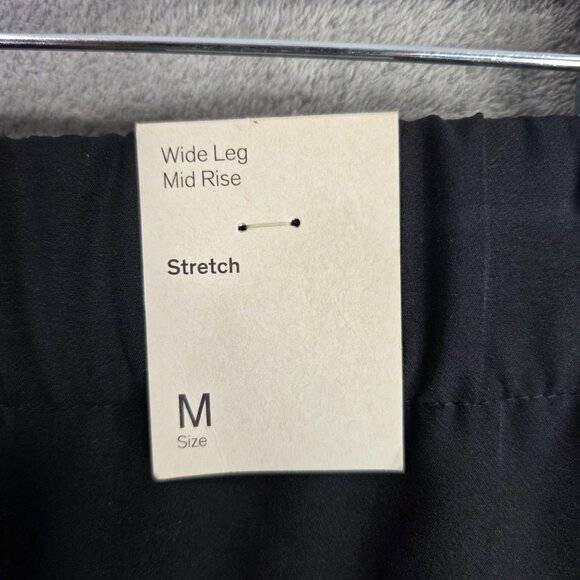 Wide Leg
Mid Rise
Stretch
M
Size